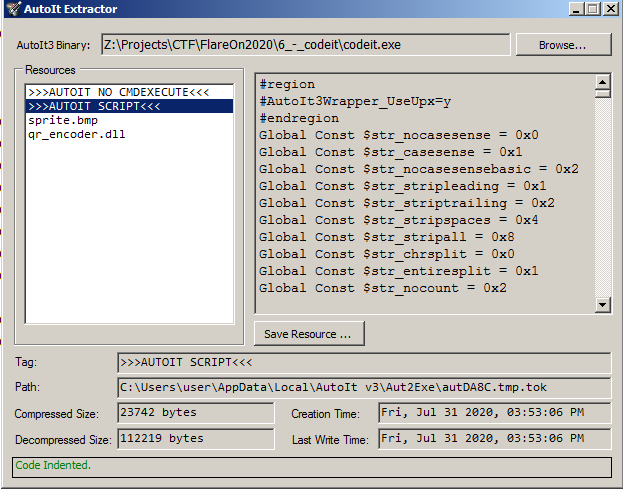 AutoIt Extractor
AutoIt3 Binary: Z:\Projects\CTF\FlareOn2020\6_-_codeit\codeit.exe Browse...
Resources
>>>AUTOIT NO CMDEXECUTE<<<
>>>AUTOIT SCRIPT<<<
sprite.bmp
qr_encoder.dll
#region
#AutoIt3Wrapper_UseUpx=y
#endregion
Global Const $str_nocasesense = 0x0
Global Const $str_casesense = 0x1
Global Const $str_nocasesensebasic = 0x2
Global Const $str_stripleading = 0x1
Global Const $str_striptrailing = 0x2
Global Const $str_stripspaces = 0x4
Global Const $str_stripall = 0x8
Global Const $str_chrsplit = 0x0
Global Const $str_entiresplit = 0x1
Global Const $str_nocount = 0x2
Save Resource ...
Tag: >>>AUTOIT SCRIPT<<<
Path: C:\Users\user\AppData\Local\AutoIt v3\Aut2Exe\autDA8C.tmp.tok
Compressed Size: 23742 bytes Creation Time: Fri, Jul 31 2020, 03:53:06 PM
Decompressed Size: 112219 bytes Last Write Time: Fri, Jul 31 2020, 03:53:06 PM
Code Indented.